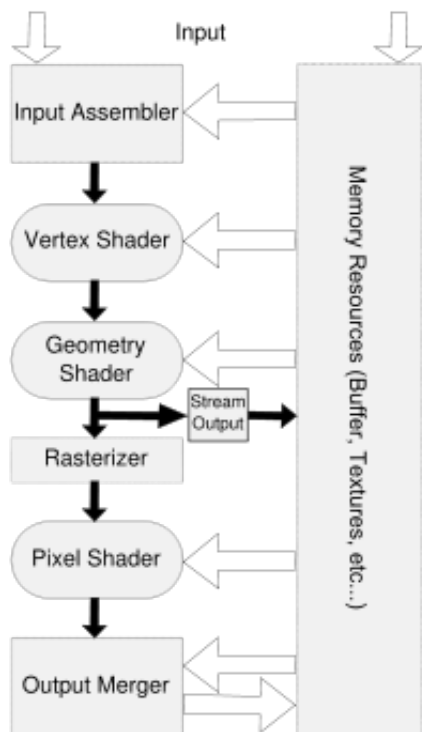 Input
Input Assembler
Vertex Shader
Geometry
Shader
Stream
Output
Rasterizer
Pixel Shader
Output Merger
Memory Resources (Buffer, Textures, etc...)